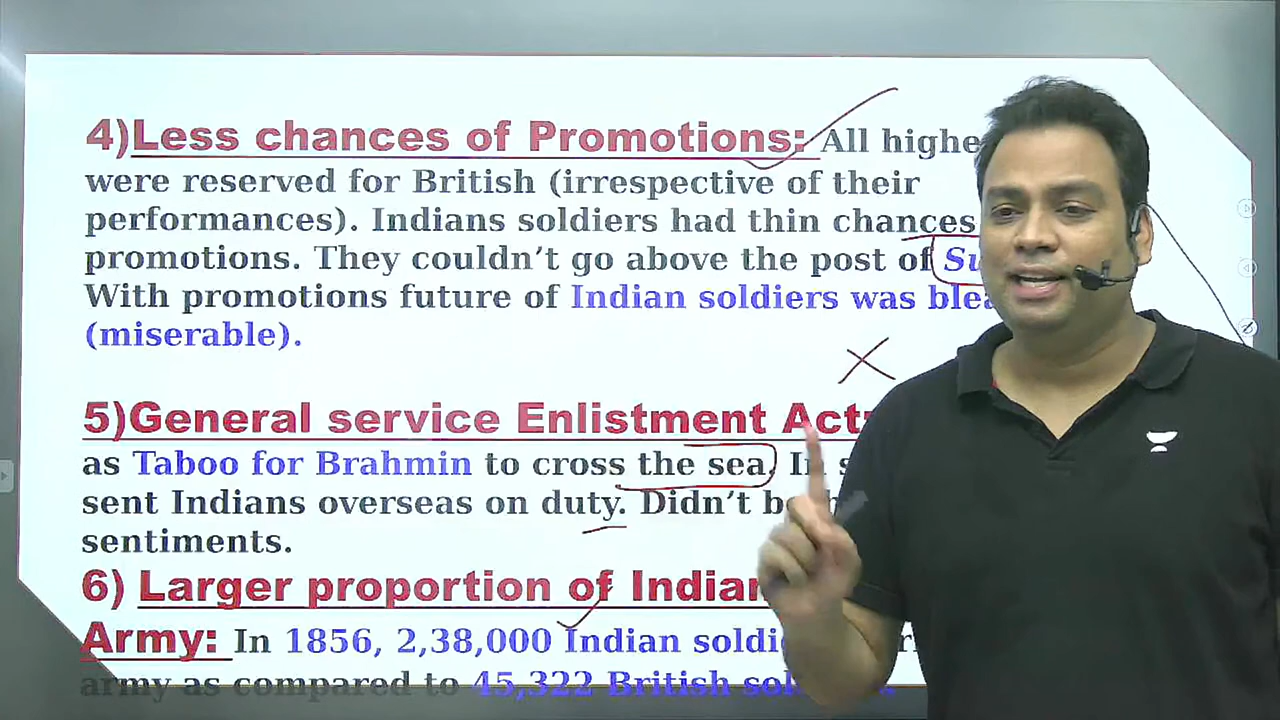 4)Less chances of Promotions: All highe
were reserved for British (irrespective of their
performances). Indians soldiers had thin chances
promotions. They couldn't go above the post of Su
With promotions future of Indian soldiers was blea
(miserable).
5)General service Enlistment Act:
as Taboo for Brahmin to cross the sea. In s
sent Indians overseas on duty. Didn't b
sentiments.
6) Larger proportion of Indian
Army: In 1856, 2,38,000 Indian soldi
army as compared to 45,322 British sol